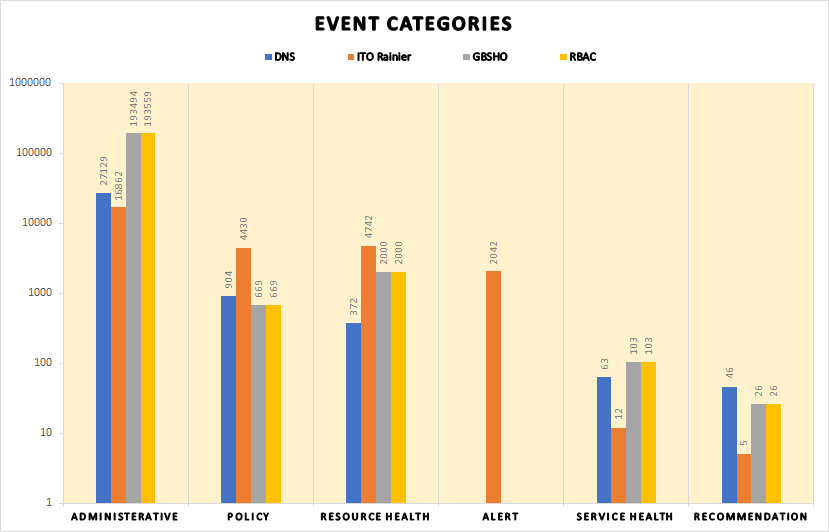 EVENT CATEGORIES
DNS ITO Rainier GBSHO RBAC
1000000
100000
10000
1000
100
10
1
27129 16862 193494 193559
904 4430 669 669
372 4742 2000 2000
2042
63 12 103 103
46 5 26 26
ADMINISTERATIVE POLICY RESOURCE HEALTH ALERT SERVICE HEALTH RECOMMENDATION